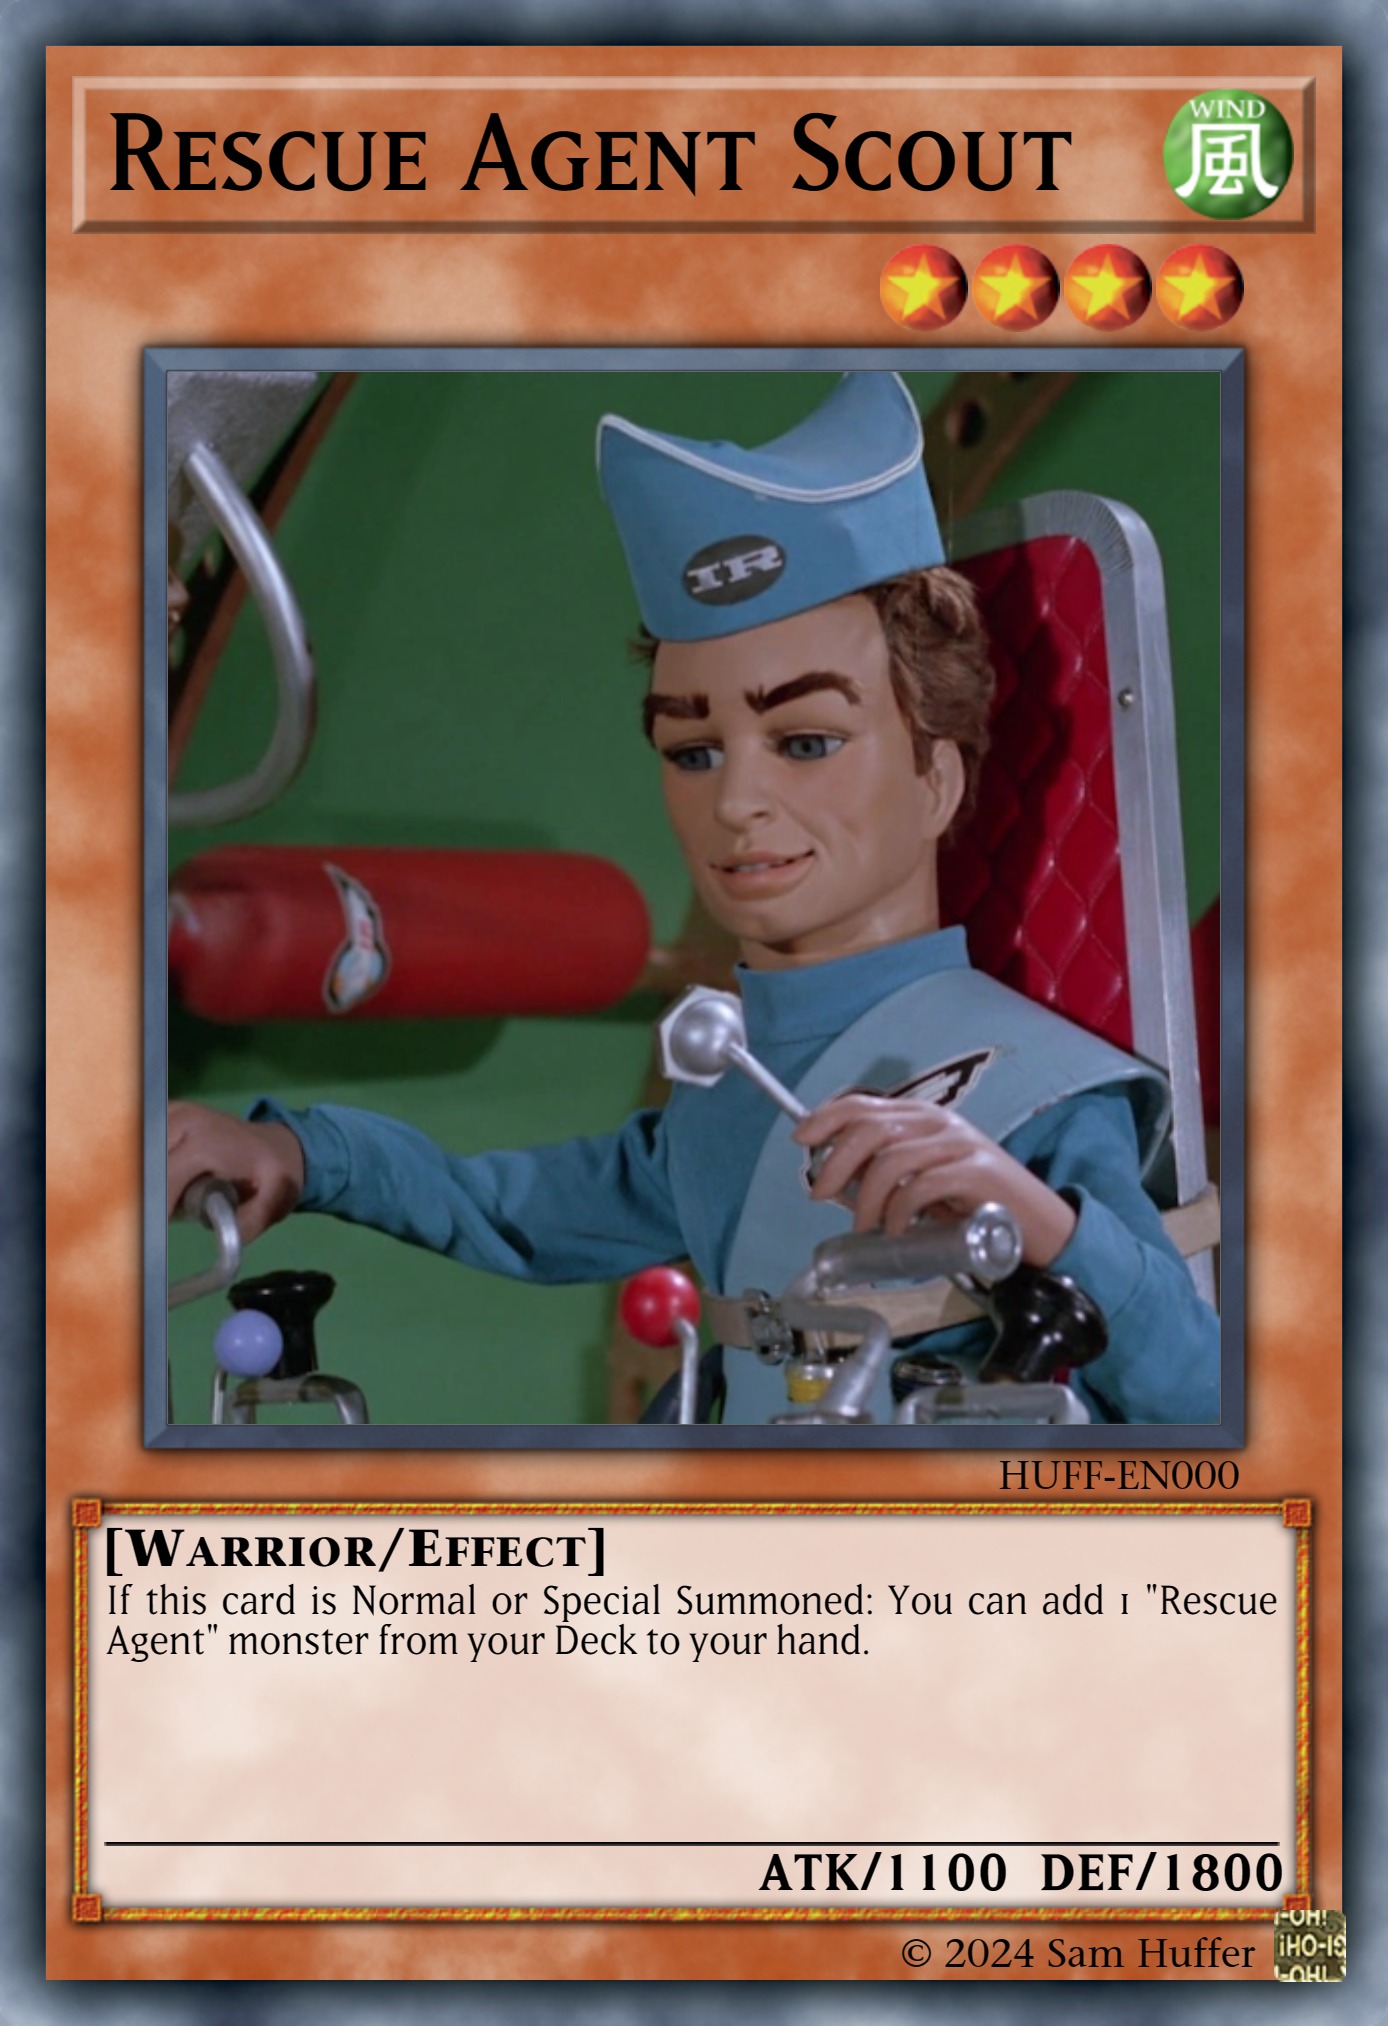 Rescue Agent Scout
WIND
風
IR
HUFF-EN000
[Warrior/Effect]
If this card is Normal or Special Summoned: You can add 1 "Rescue
Agent" monster from your Deck to your hand.
ATK/1100 DEF/1800
© 2024 Sam Huffer
-OH!